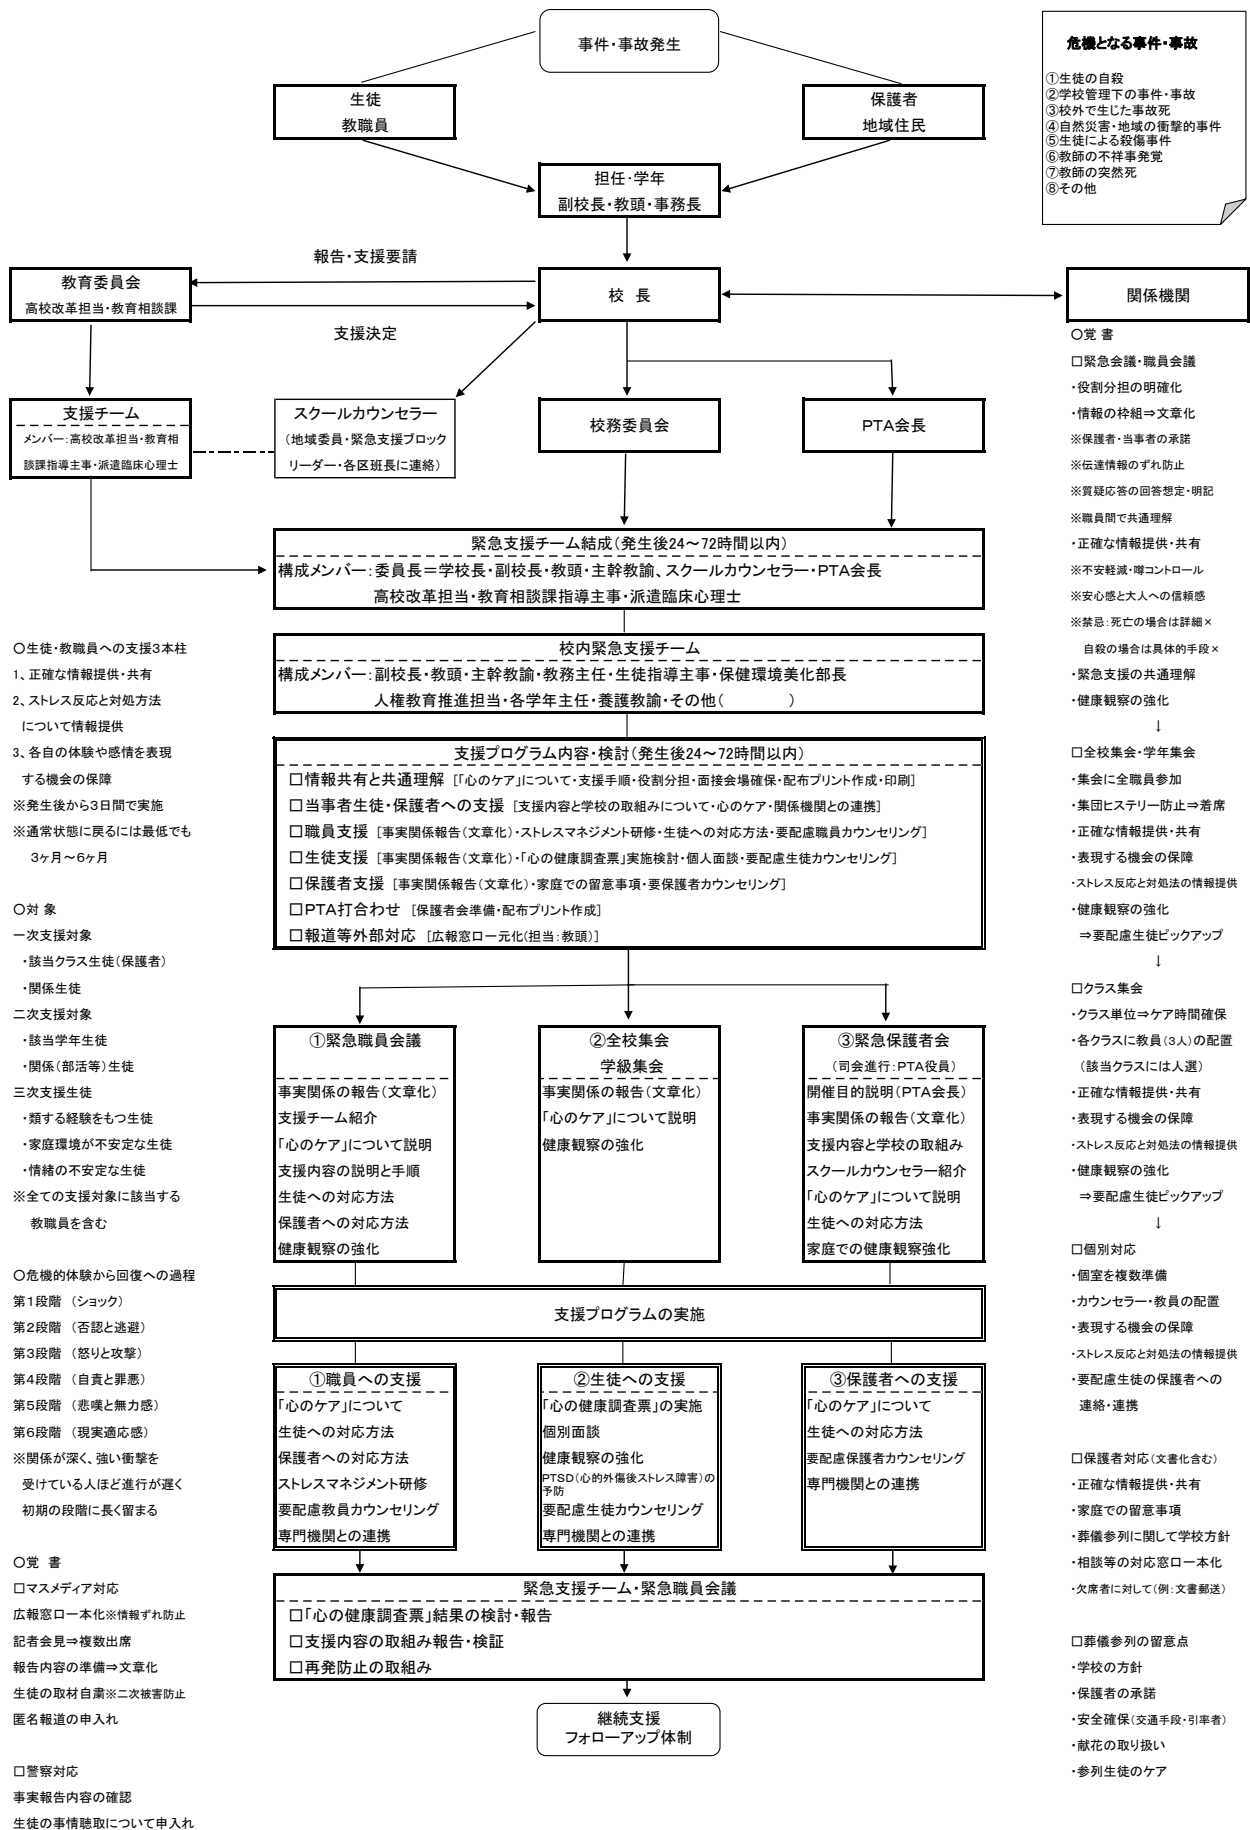 事件・事故発生
危機となる事件・事故
①生徒の自殺
②学校管理下の事件・事故
③校外で生じた事故死
④自然災害・地域の衝撃的事件
⑤生徒による殺傷事件
⑥教師の不祥事発覚
⑦教師の突然死
⑧その他
生徒
教職員
保護者
地域住民
担任・学年
副校長・教頭・事務長
報告・支援要請
教育委員会
高校改革担当・教育相談課
校 長
関係機関
支援決定
支援チーム
メンバー:高校改革担当・教育相
談課指導主事・派遣臨床心理士
スクールカウンセラー
(地域委員・緊急支援ブロック
リーダー・各区班長に連絡)
校務委員会
PTA会長
緊急支援チーム結成(発生後24~72時間以内)
構成メンバー:委員長=学校長・副校長・教頭・主幹教諭、スクールカウンセラー・PTA会長
高校改革担当・教育相談課指導主事・派遣臨床心理士
校内緊急支援チーム
構成メンバー:副校長・教頭・主幹教諭・教務主任・生徒指導主事・保健環境美化部長
人権教育推進担当・各学年主任・養護教諭・その他(　　　　)
支援プログラム内容・検討(発生後24~72時間以内)
□情報共有と共通理解 [「心のケア」について・支援手順・役割分担・面接会場確保・配布プリント作成・印刷]
□当事者生徒・保護者への支援 [支援内容と学校の取組みについて・心のケア・関係機関との連携]
□職員支援 [事実関係報告(文章化)・ストレスマネジメント研修・生徒への対応方法・要配慮職員カウンセリング]
□生徒支援 [事実関係報告(文章化)・「心の健康調査票」実施検討・個人面談・要配慮生徒カウンセリング]
□保護者支援 [事実関係報告(文章化)・家庭での留意事項・要保護者カウンセリング]
□PTA打合わせ [保護者会準備・配布プリント作成]
□報道等外部対応 [広報窓口一元化(担当:教頭)]
①緊急職員会議
事実関係の報告(文章化)
支援チーム紹介
「心のケア」について説明
支援内容の説明と手順
生徒への対応方法
保護者への対応方法
健康観察の強化
②全校集会
学級集会
事実関係の報告(文章化)
「心のケア」について説明
健康観察の強化
③緊急保護者会
(司会進行:PTA役員)
開催目的説明(PTA会長)
事実関係の報告(文章化)
支援内容と学校の取組み
スクールカウンセラー紹介
「心のケア」について説明
生徒への対応方法
家庭での健康観察強化
支援プログラムの実施
①職員への支援
「心のケア」について
生徒への対応方法
保護者への対応方法
ストレスマネジメント研修
要配慮教員カウンセリング
専門機関との連携
②生徒への支援
「心の健康調査票」の実施
個別面談
健康観察の強化
PTSD(心的外傷後ストレス障害)の
予防
要配慮生徒カウンセリング
専門機関との連携
③保護者への支援
「心のケア」について
生徒への対応方法
要配慮保護者カウンセリング
専門機関との連携
緊急支援チーム・緊急職員会議
□「心の健康調査票」結果の検討・報告
□支援内容の取組み報告・検証
□再発防止の取組み
継続支援
フォローアップ体制
○生徒・教職員への支援3本柱
1、正確な情報提供・共有
2、ストレス反応と対処方法
について情報提供
3、各自の体験や感情を表現
する機会の保障
※発生後から3日間で実施
※通常状態に戻るには最低でも
3ヶ月~6ヶ月
○対 象
一次支援対象
・該当クラス生徒(保護者)
・関係生徒
二次支援対象
・該当学年生徒
・関係(部活等)生徒
三次支援生徒
・類する経験をもつ生徒
・家庭環境が不安定な生徒
・情緒の不安定な生徒
※全ての支援対象に該当する
教職員を含む
○危機的体験から回復への過程
第1段階 (ショック)
第2段階 (否認と逃避)
第3段階 (怒りと攻撃)
第4段階 (自責と罪悪)
第5段階 (悲嘆と無力感)
第6段階 (現実適応感)
※関係が深く、強い衝撃を
受けている人ほど進行が遅く
初期の段階に長く留まる
○覚 書
□マスメディア対応
広報窓口一本化※情報ずれ防止
記者会見⇒複数出席
報告内容の準備⇒文章化
生徒の取材自粛※二次被害防止
匿名報道の申入れ
□警察対応
事実報告内容の確認
生徒の事情聴取について申入れ
○覚 書
□緊急会議・職員会議
・役割分担の明確化
・情報の枠組⇒文章化
※保護者・当事者の承諾
※伝達情報のずれ防止
※質疑応答の回答想定・明記
※職員間で共通理解
・正確な情報提供・共有
※不安軽減・噂コントロール
※安心感と大人への信頼感
※禁忌:死亡の場合は詳細×
自殺の場合は具体的手段×
・緊急支援の共通理解
・健康観察の強化
↓
□全校集会・学年集会
・集会に全職員参加
・集団ヒステリー防止⇒着席
・正確な情報提供・共有
・表現する機会の保障
・ストレス反応と対処法の情報提供
・健康観察の強化
⇒要配慮生徒ピックアップ
↓
□クラス集会
・クラス単位⇒ケア時間確保
・各クラスに教員(3人)の配置
(該当クラスには人選)
・正確な情報提供・共有
・表現する機会の保障
・ストレス反応と対処法の情報提供
・健康観察の強化
⇒要配慮生徒ピックアップ
↓
□個別対応
・個室を複数準備
・カウンセラー・教員の配置
・表現する機会の保障
・ストレス反応と対処法の情報提供
・要配慮生徒の保護者への
連絡・連携
□保護者対応(文書化含む)
・正確な情報提供・共有
・家庭での留意事項
・葬儀参列に関して学校方針
・相談等の対応窓口一本化
・欠席者に対して(例:文書郵送)
□葬儀参列の留意点
・学校の方針
・保護者の承諾
・安全確保(交通手段・引率者)
・献花の取り扱い
・参列生徒のケア